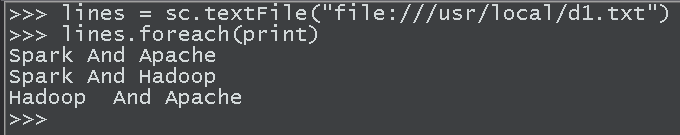 >>> lines = sc.textFile("file:///usr/local/d1.txt")
>>> lines.foreach(print)
Spark And Apache
Spark And Hadoop
Hadoop  And Apache
>>>